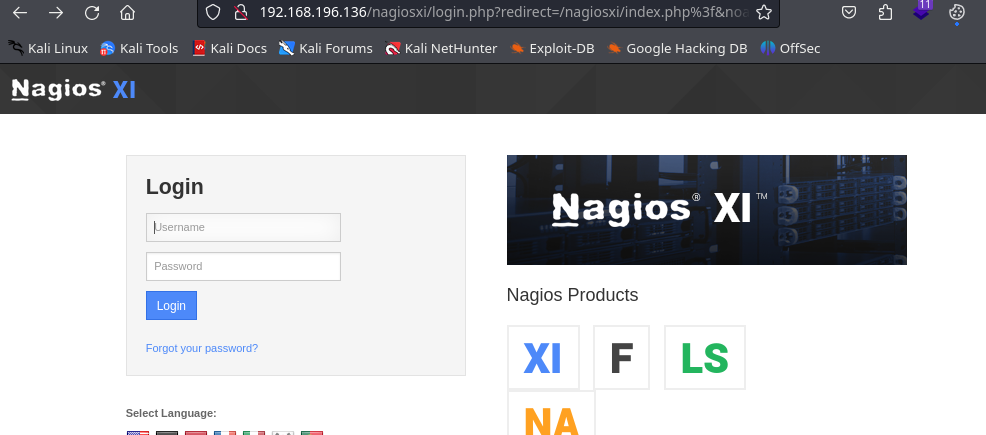 11
192.168.196.136/nagiosxi/login.php?redirect=/nagiosxi/index.php%3f&noa
Kali Linux Kali Tools Kali Docs Kali Forums Kali NetHunter Exploit-DB Google Hacking DB OffSec
Nagios® XI
Login
Username
Password
Login
Forgot your password?
Select Language:
Nagios® XI™
Nagios Products
XI F LS
NA